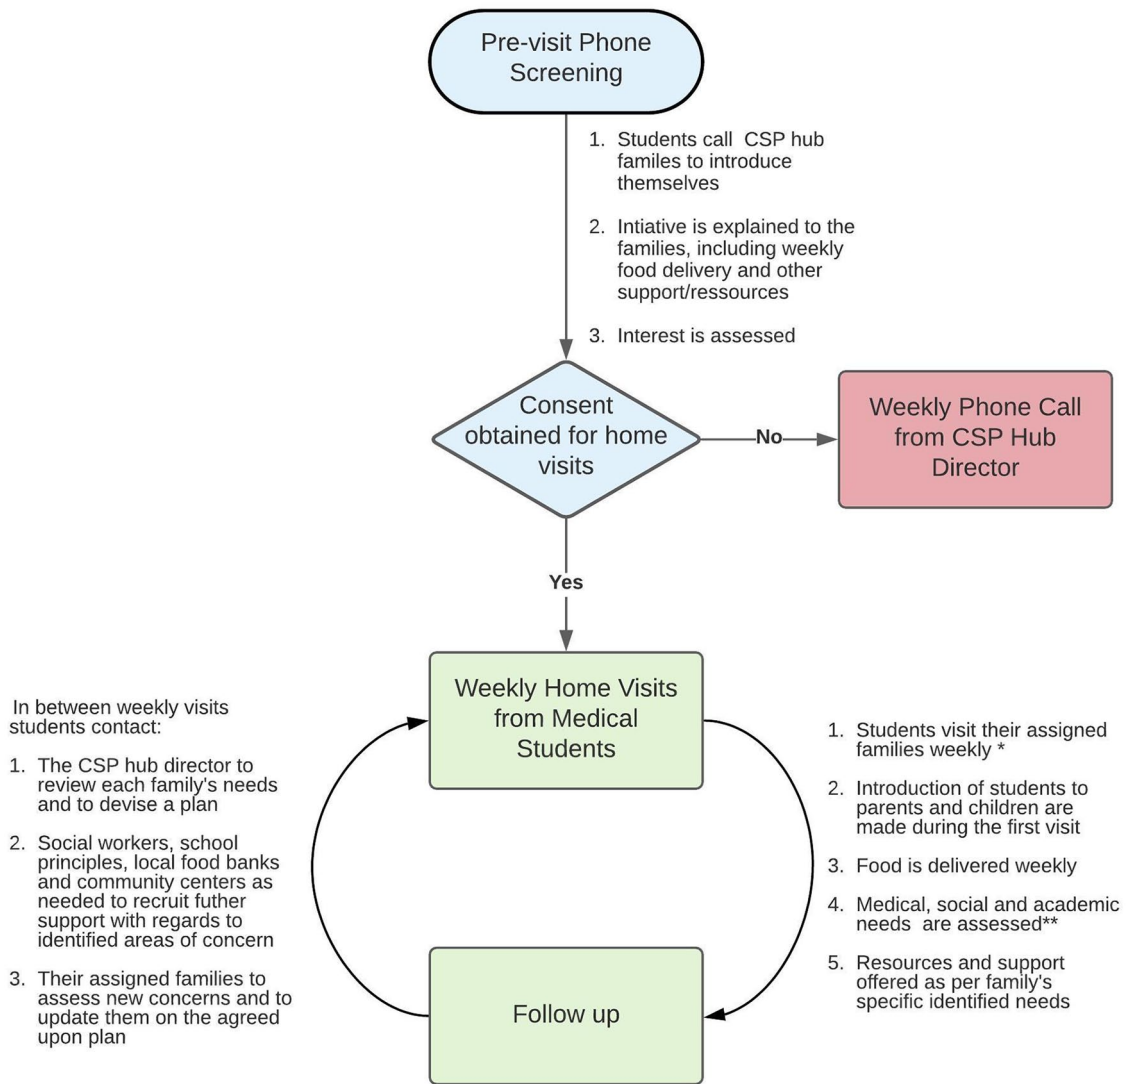 Pre-visit Phone
Screening
1. Students call CSP hub
familes to introduce
themselves
2. Intiative is explained to the
families, including weekly
food delivery and other
support/ressources
3. Interest is assessed
Consent
obtained for home
visits
No
Weekly Phone Call
from CSP Hub
Director
Yes
Weekly Home Visits
from Medical
Students
In between weekly visits
students contact:
1. The CSP hub director to
review each family's needs
and to devise a plan
2. Social workers, school
principles, local food banks
and community centers as
needed to recruit futher
support with regards to
identified areas of concern
3. Their assigned families to
assess new concerns and to
update them on the agreed
upon plan
1. Students visit their assigned
families weekly *
2. Introduction of students to
parents and children are
made during the first visit
3. Food is delivered weekly
4. Medical, social and academic
needs are assessed**
5. Resources and support
offered as per family's
specific identified needs
Follow up